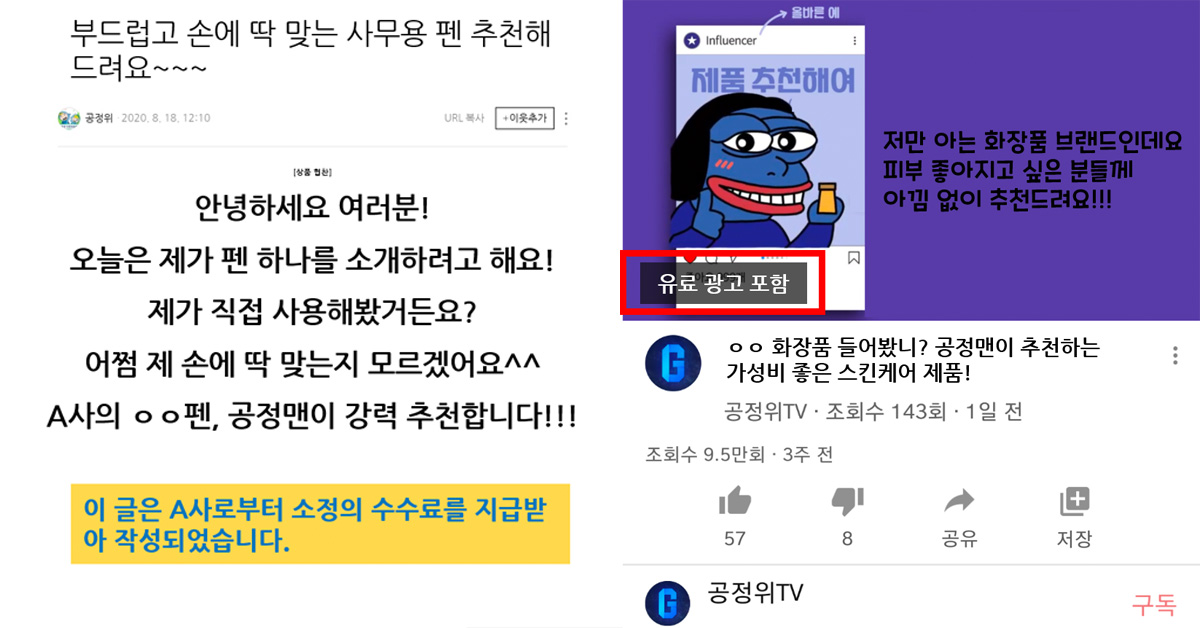 부드럽고 손에 딱 맞는 사무용 펜 추천해
드려요~~~
공정위 · 2020. 8. 18. 12:10
URL 복사
+이웃추가
[상품 협찬]
안녕하세요 여러분!
오늘은 제가 펜 하나를 소개하려고 해요!
제가 직접 사용해봤거든요?
어쩜 제 손에 딱 맞는지 모르겠어요^^
A사의 ㅇㅇ펜, 공정맨이 강력 추천합니다!!!
이 글은 A사로부터 소정의 수수료를 지급받
아 작성되었습니다.
올바른 예
Influencer
제품 추천해여
저만 아는 화장품 브랜드인데요
피부 좋아지고 싶은 분들께
아낌 없이 추천드려요!!!
유료 광고 포함
ㅇㅇ 화장품 들어봤니? 공정맨이 추천하는
가성비 좋은 스킨케어 제품!
공정위TV · 조회수 143회 · 1일 전
조회수 9.5만회 · 3주 전
57
8
공유
저장
공정위TV
구독